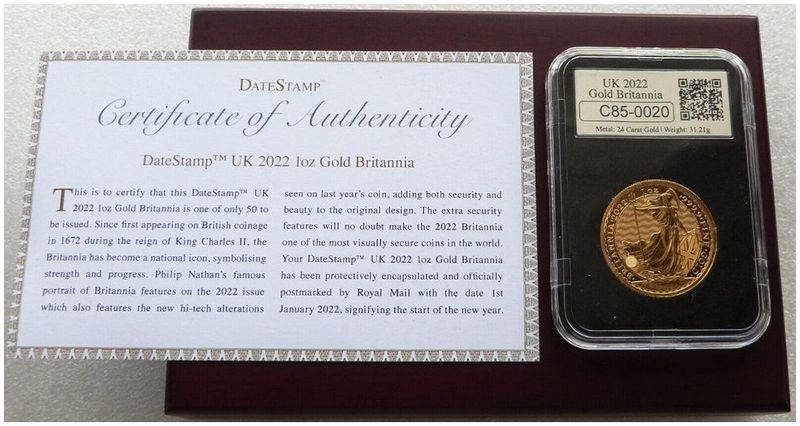 DATESTAMP™
Certificate of Authenticity
DateStamp™ UK 2022 1oz Gold Britannia
This is to certify that this DateStamp™ UK
2022 1oz Gold Britannia is one of only 50 to
be issued. Since first appearing on British coinage
in 1672 during the reign of King Charles II, the
Britannia has become a national icon, symbolising
strength and progress. Philip Nathan's famous
portrait of Britannia features on the 2022 issue
which also features the new hi-tech alterations
seen on last year's coin, adding both security and
beauty to the original design. The extra security
features will no doubt make the 2022 Britannia
one of the most visually secure coins in the world.
Your DateStamp™ UK 2022 1oz Gold Britannia
has been protectively encapsulated and officially
postmarked by Royal Mail with the date 1st
January 2022, signifying the start of the new year.
UK 2022
Gold Britannia
C85-0020
Metal: 24 Carat Gold | Weight: 31.21g
BRITANNIA 2022 1oz 999.9 FINE GOLD